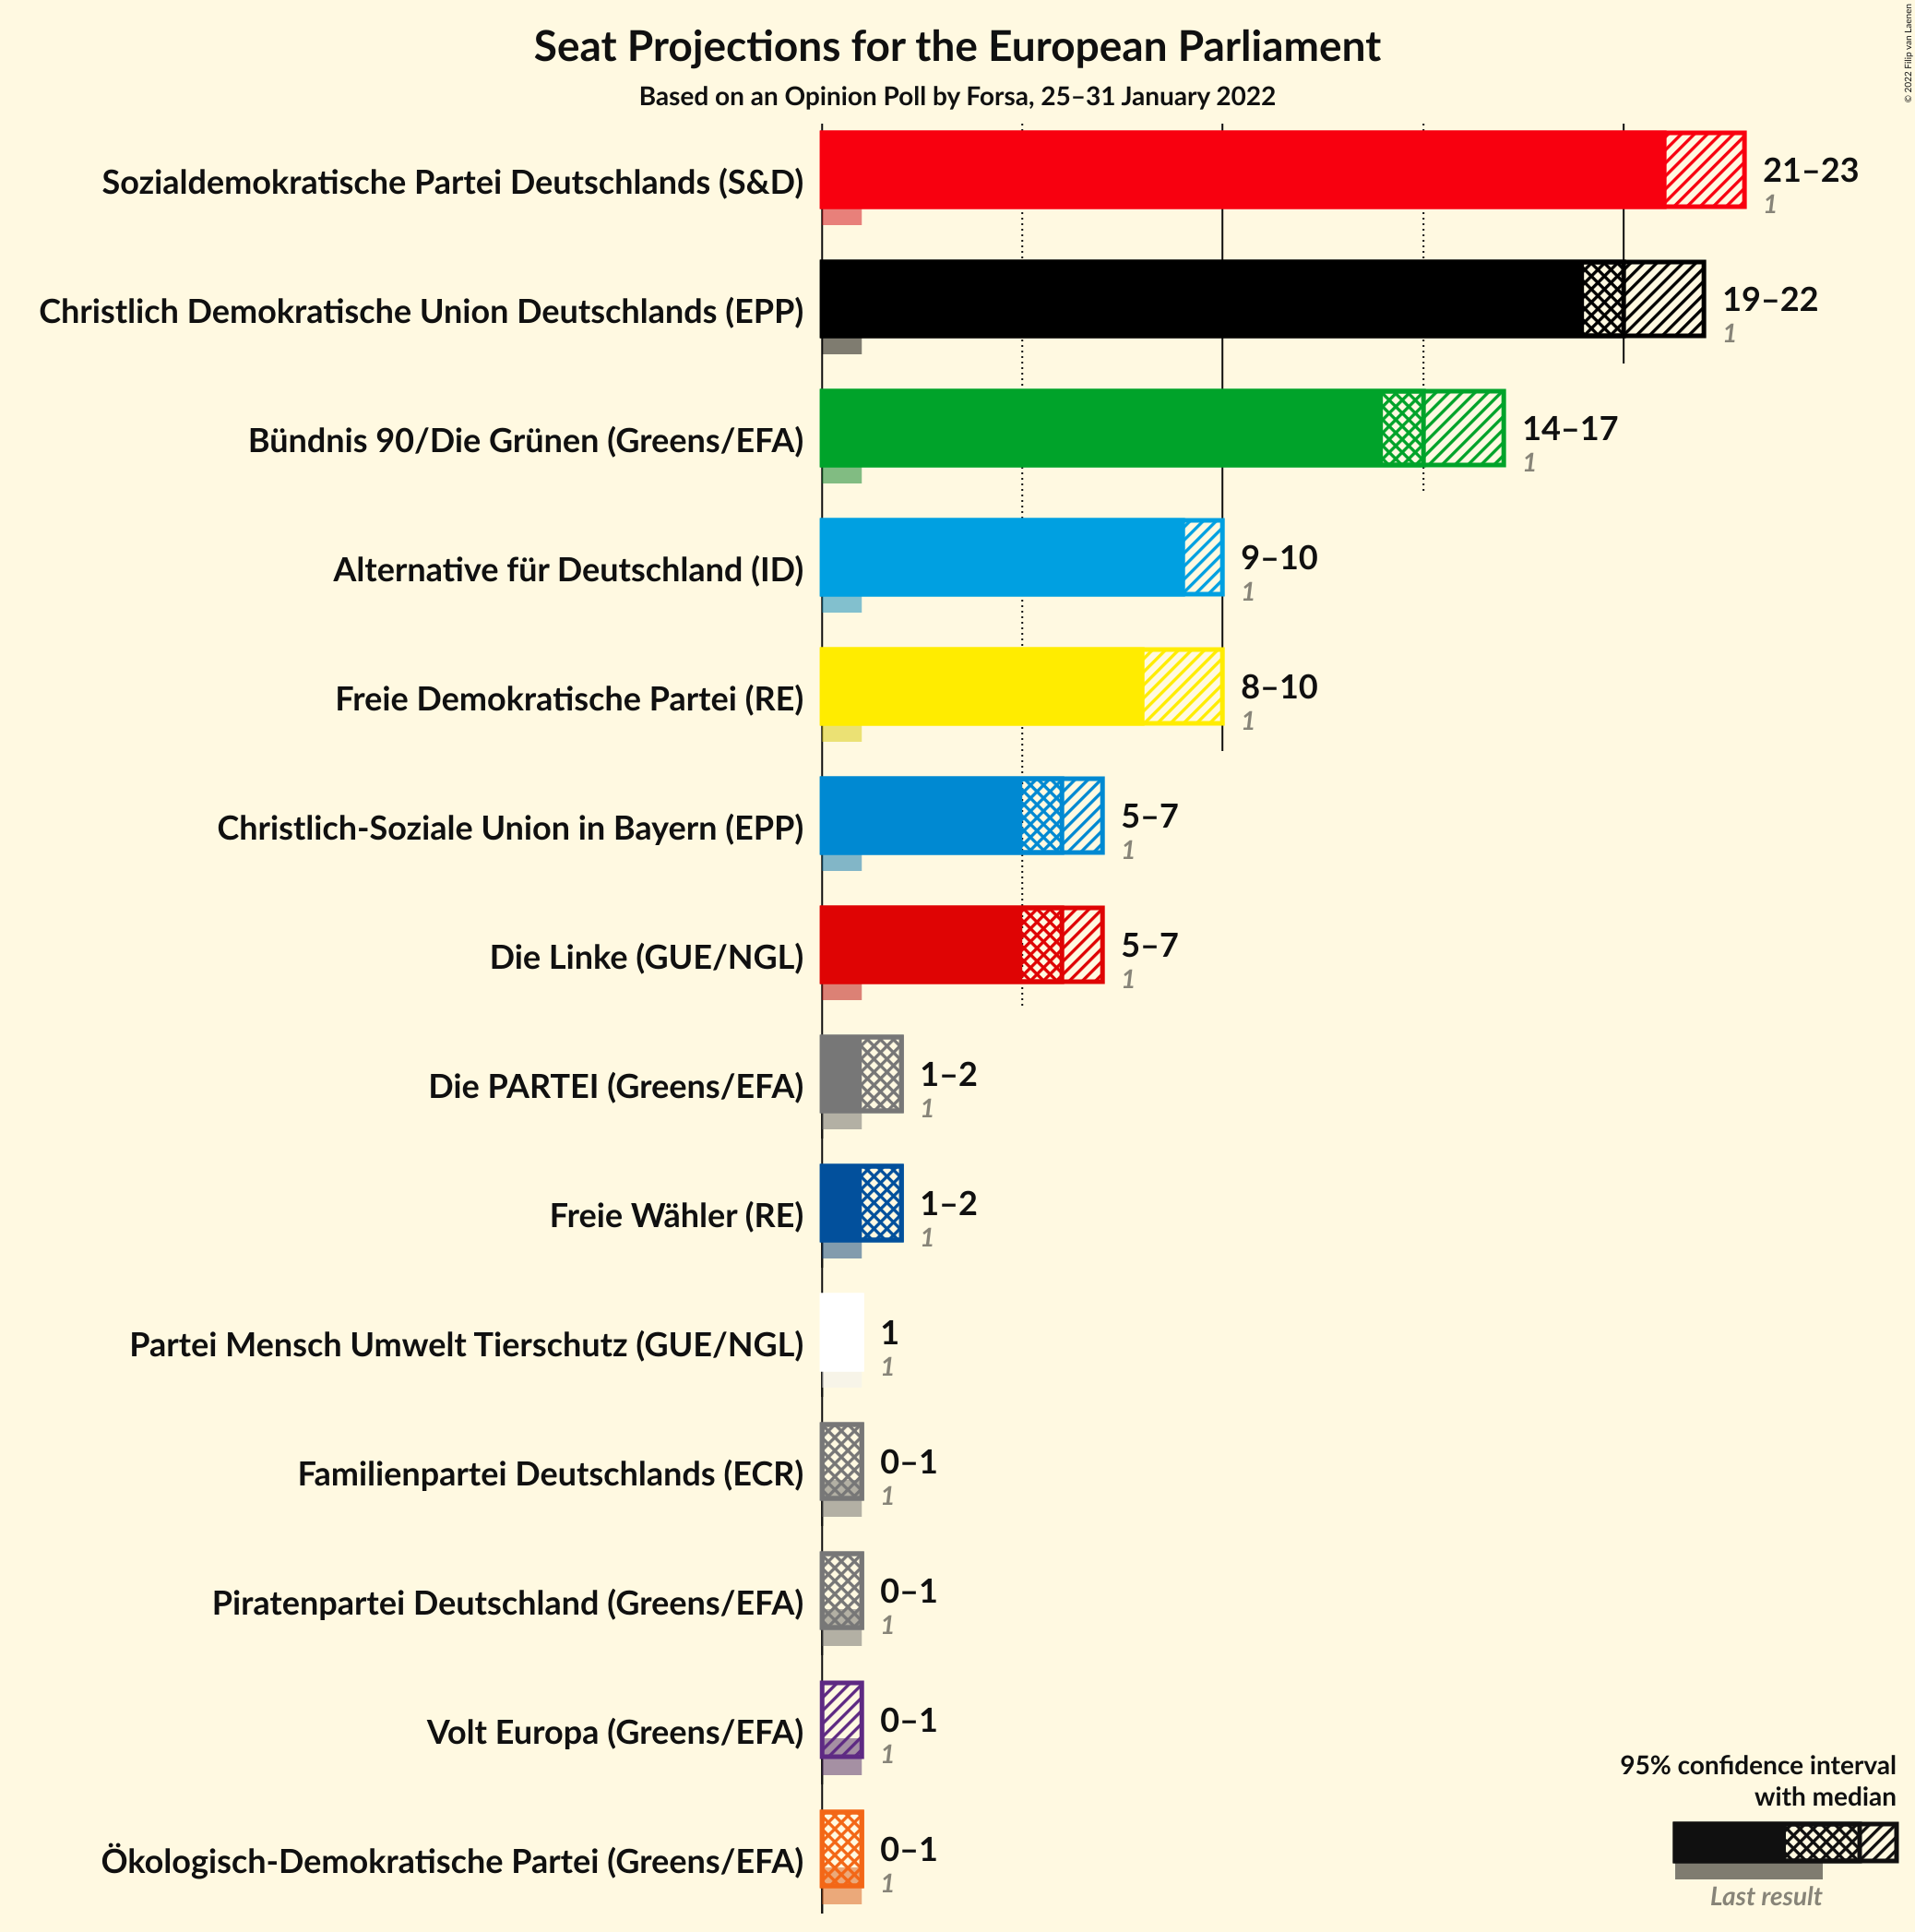 Seat Projections for the European Parliament
Based on an Opinion Poll by Forsa, 25–31 January 2022
© 2022 Filip van Laenen
Sozialdemokratische Partei Deutschlands (S&D)
21–23
1
Christlich Demokratische Union Deutschlands (EPP)
19–22
1
Bündnis 90/Die Grünen (Greens/EFA)
14–17
1
Alternative für Deutschland (ID)
9–10
1
Freie Demokratische Partei (RE)
8–10
1
Christlich-Soziale Union in Bayern (EPP)
5–7
1
Die Linke (GUE/NGL)
5–7
1
Die PARTEI (Greens/EFA)
1–2
1
Freie Wähler (RE)
1–2
1
Partei Mensch Umwelt Tierschutz (GUE/NGL)
1
1
Familienpartei Deutschlands (ECR)
0–1
1
Piratenpartei Deutschland (Greens/EFA)
0–1
1
Volt Europa (Greens/EFA)
0–1
1
Ökologisch-Demokratische Partei (Greens/EFA)
0–1
1
95% confidence interval
with median
Last result